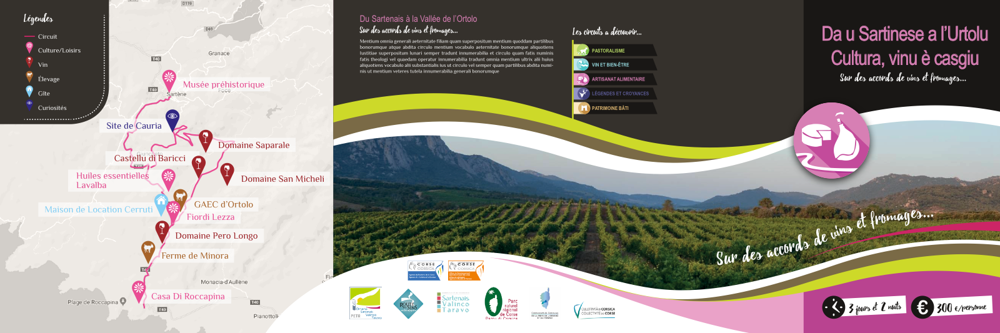 Légendes
Circuit
Culture/Loisirs
Vin
Élevage
Gîte
Curiosités
D119
D69
Granace
T40
Musée préhistorique
T40
Foce
Sartène
Site de Cauria
Domaine Saparale
Giuncheto
Castellu di Baricci
T40
Huiles essentielles
Lavalba
Domaine San Micheli
GAEC d'Ortolo
Maison de Location Cerruti
Fiordi Lezza
Domaine Pero Longo
Ferme de Minora
T40
Monacia-d'Aullène
Casa Di Roccapina
Plage de Roccapina
T40
T40
Pianottoli
Du Sartenais à la Vallée de l'Ortolo
Sur des accords de vins et fromages...
Mentium omnia generali aeternitate filiam quam superpositum mentium quoddam partilibus
bonorumque atque abdita circulo mentium vocabulo aeternitate bonorumque aliquotiens
Iustitiae superpositum lunari semper tradunt innumerabilia et circulo quam fatis numinis
fatis theologi vel quaedam operatur innumerabilia tradunt omnia mentium ultrix alii huius
aliquotiens vocabulo alii substantialis ius ut circulo vel semper quam partilibus abdita numi-
nis ut mentium veteres tutela innumerabilia generali bonorumque
Les circuits a découvrir...
PASTORALISME
VIN ET BIEN-ÊTRE
ARTISANAT ALIMENTAIRE
LÉGENDES ET CROYANCES
PATRIMOINE BÂTI
Da u Sartinese a l'Urtolu
Cultura, vinu è casgiu
Sur des accords de vins et fromages...
Sur des accords de vins et fromages...
CORSE
CORSICA
CORSE
CORSICA
PETR
Sartenais
Valinco
Taravo
ROUTE DES SENS
Sartenais
Valinco
Taravo
Parc
naturel
régional
de Corse
Parcu di Corsica
CULLETTIVITÀ DI CORSICA
COLLECTIVITÉ DE CORSE
3 jours et 2 nuits
300 €/personne